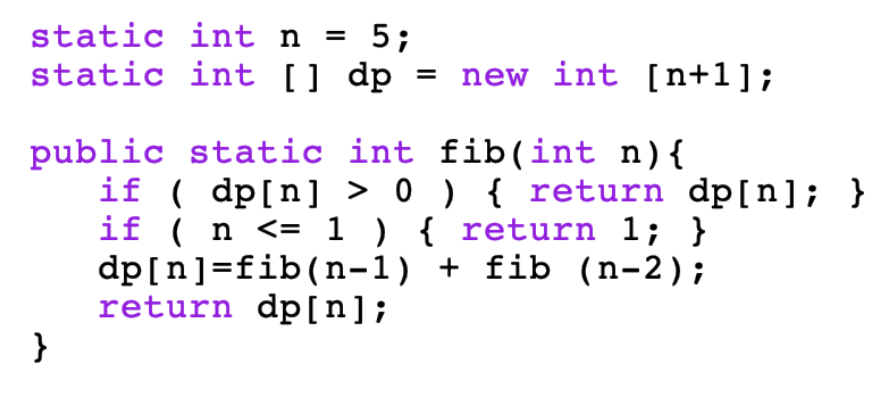 static int n = 5;
static int [] dp = new int [n+1];
public static int fib(int n){
if ( dp[n] > 0 ) { return dp[n]; }
if ( n <= 1 ) { return 1; }
dp[n]=fib(n-1) + fib (n-2);
return dp[n];
}